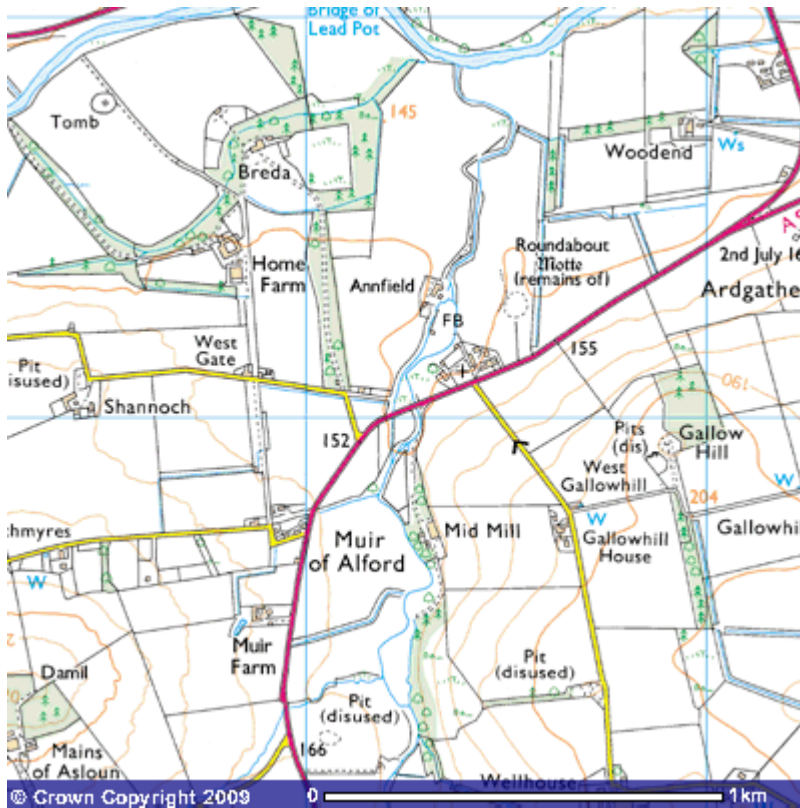 Bridge of
Lead Pot
Tomb
145
Breda
Woodend
Ws
Home
Farm
Annfield
Roundabout
Motte
(remains of)
2nd July 16
Ardgathe
FB
155
West
Gate
Pit
isused)
Shannoch
190
152
Pits
(dis)
Gallow
Hill
West
Gallowhill
204
W
hmyres
Muir
of Alford
Mid Mill
W
Gallowhill
House
Gallowhi
W
Muir
Farm
Damil
Pit
(disused)
Pit
(disused)
Mains
of Asloun
166
Wellhouse
© Crown Copyright 2009
0
1km